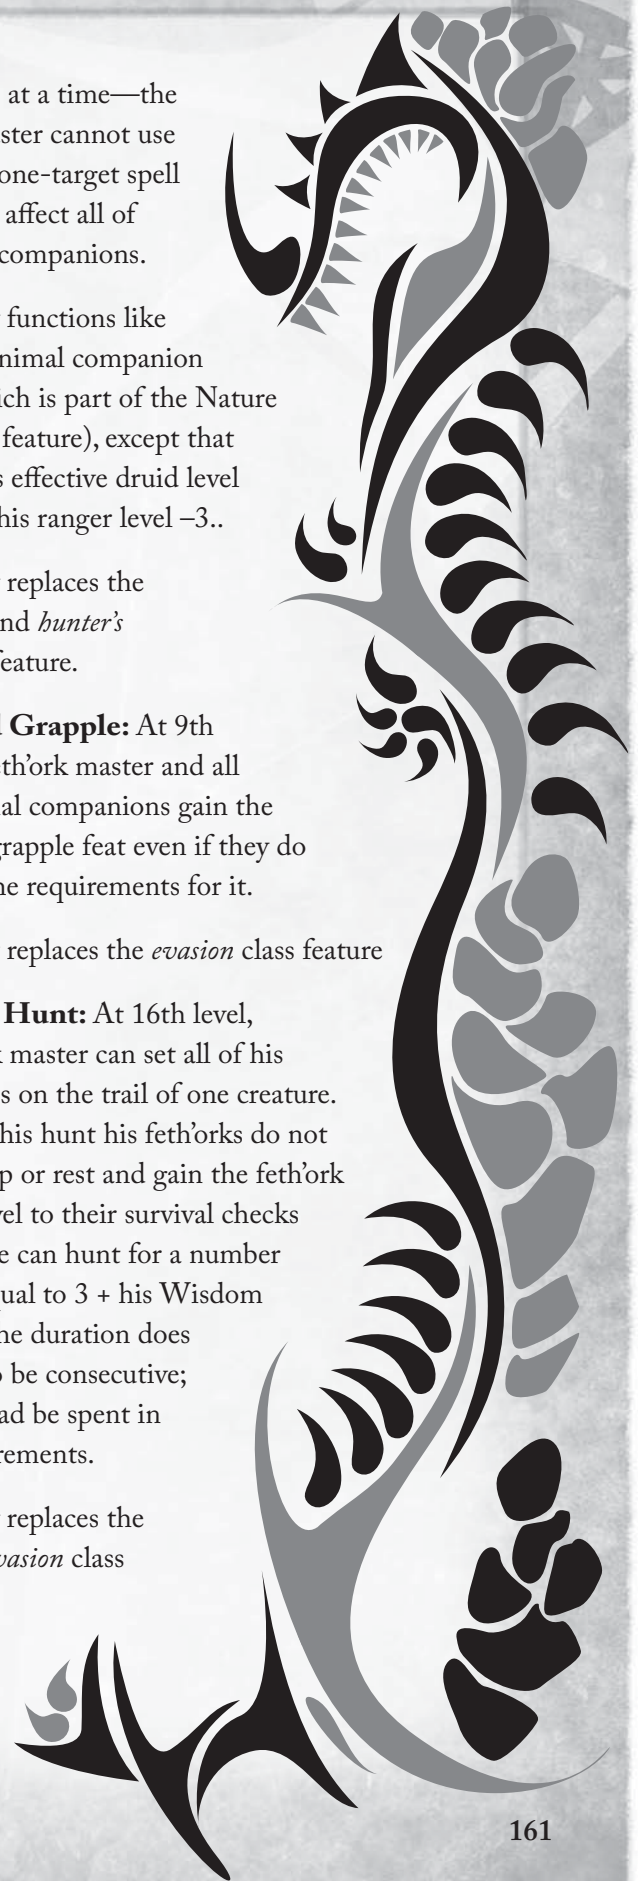 at a time—the
ster cannot use
one-target spell
affect all of
companions.
functions like
nimal companion
ich is part of the Nature
feature), except that
s effective druid level
his ranger level –3..
replaces the
nd hunter's
feature.
Grapple: At 9th
eth'ork master and all
al companions gain the
grapple feat even if they do
he requirements for it.
replaces the evasion class feature
Hunt: At 16th level,
k master can set all of his
s on the trail of one creature.
his hunt his feth'orks do not
p or rest and gain the feth'ork
vel to their survival checks
e can hunt for a number
ual to 3 + his Wisdom
he duration does
o be consecutive;
ad be spent in
rements.
replaces the
vasion class
161